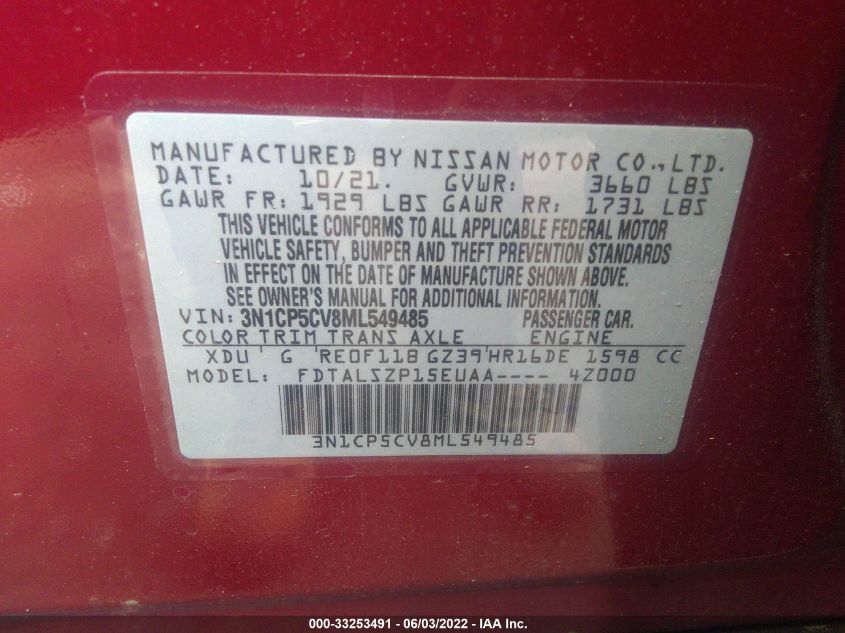 MANUFACTURED BY NISSAN MOTOR CO., LTD.
DATE: 10/21. GVWR: 3660 LBS
GAWR FR: 1929 LBS GAWR RR: 1731 LBS
THIS VEHICLE CONFORMS TO ALL APPLICABLE FEDERAL MOTOR
VEHICLE SAFETY, BUMPER AND THEFT PREVENTION STANDARDS
IN EFFECT ON THE DATE OF MANUFACTURE SHOWN ABOVE.
SEE OWNER'S MANUAL FOR ADDITIONAL INFORMATION
VIN: 3N1CP5CV8ML549485 PASSENGER CAR.
COLOR TRIM TRANS AXLE ENGINE
XDU G RE0F11B GZ39 HR16DE 1598 CC
MODEL: FDTALSZP15EUAA---- 4Z000
3N1CP5CV8ML549485
000-33253491 - 06/03/2022 - IAA Inc.